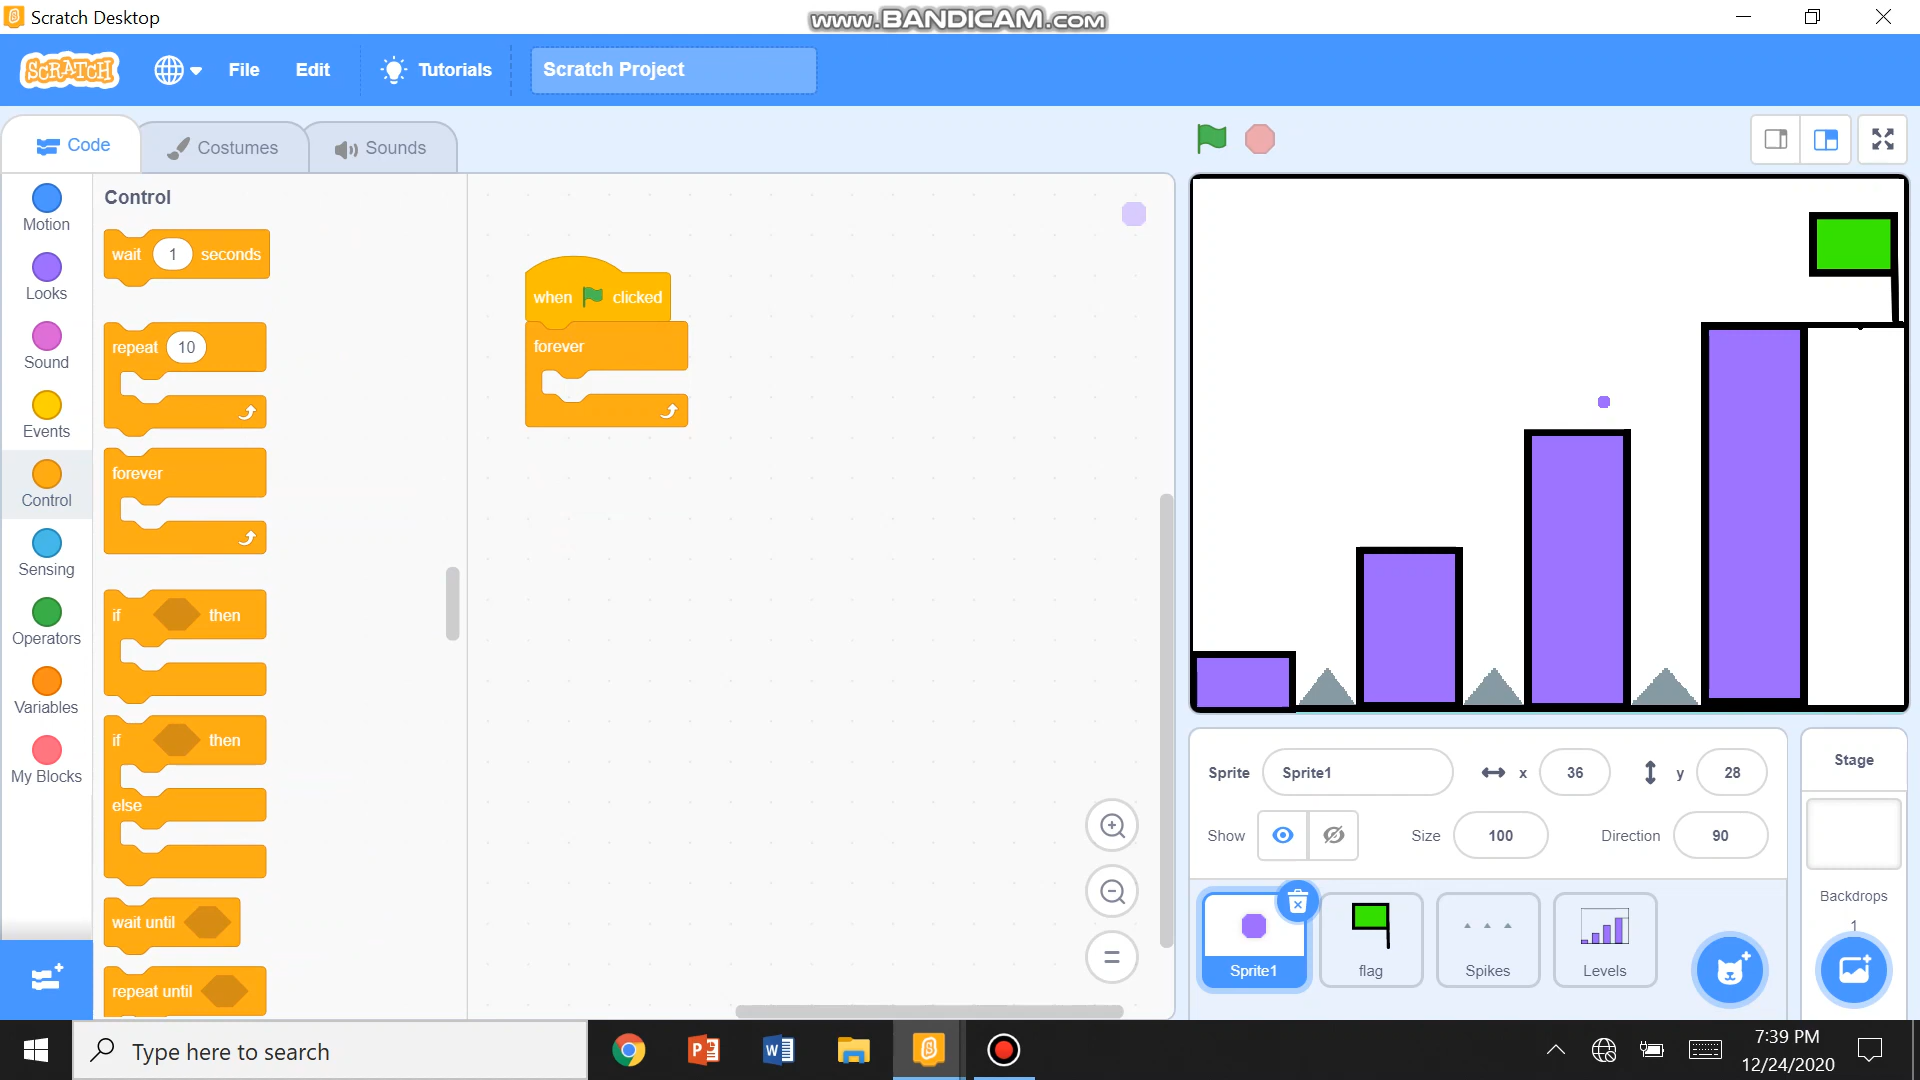 Scratch Desktop
www.BANDICAM.com
SCRATCH
File
Edit
Tutorials
Scratch Project
Code
Costumes
Sounds
Motion
Looks
Sound
Events
Control
Sensing
Operators
Variables
My Blocks
Control
wait 1 seconds
repeat 10
forever
if then
if then
else
wait until
repeat until
when clicked
forever
Sprite
Sprite1
x
36
y
28
Show
Size
100
Direction
90
Sprite1
flag
Spikes
Levels
Stage
Backdrops
1
Type here to search
7:39 PM
12/24/2020